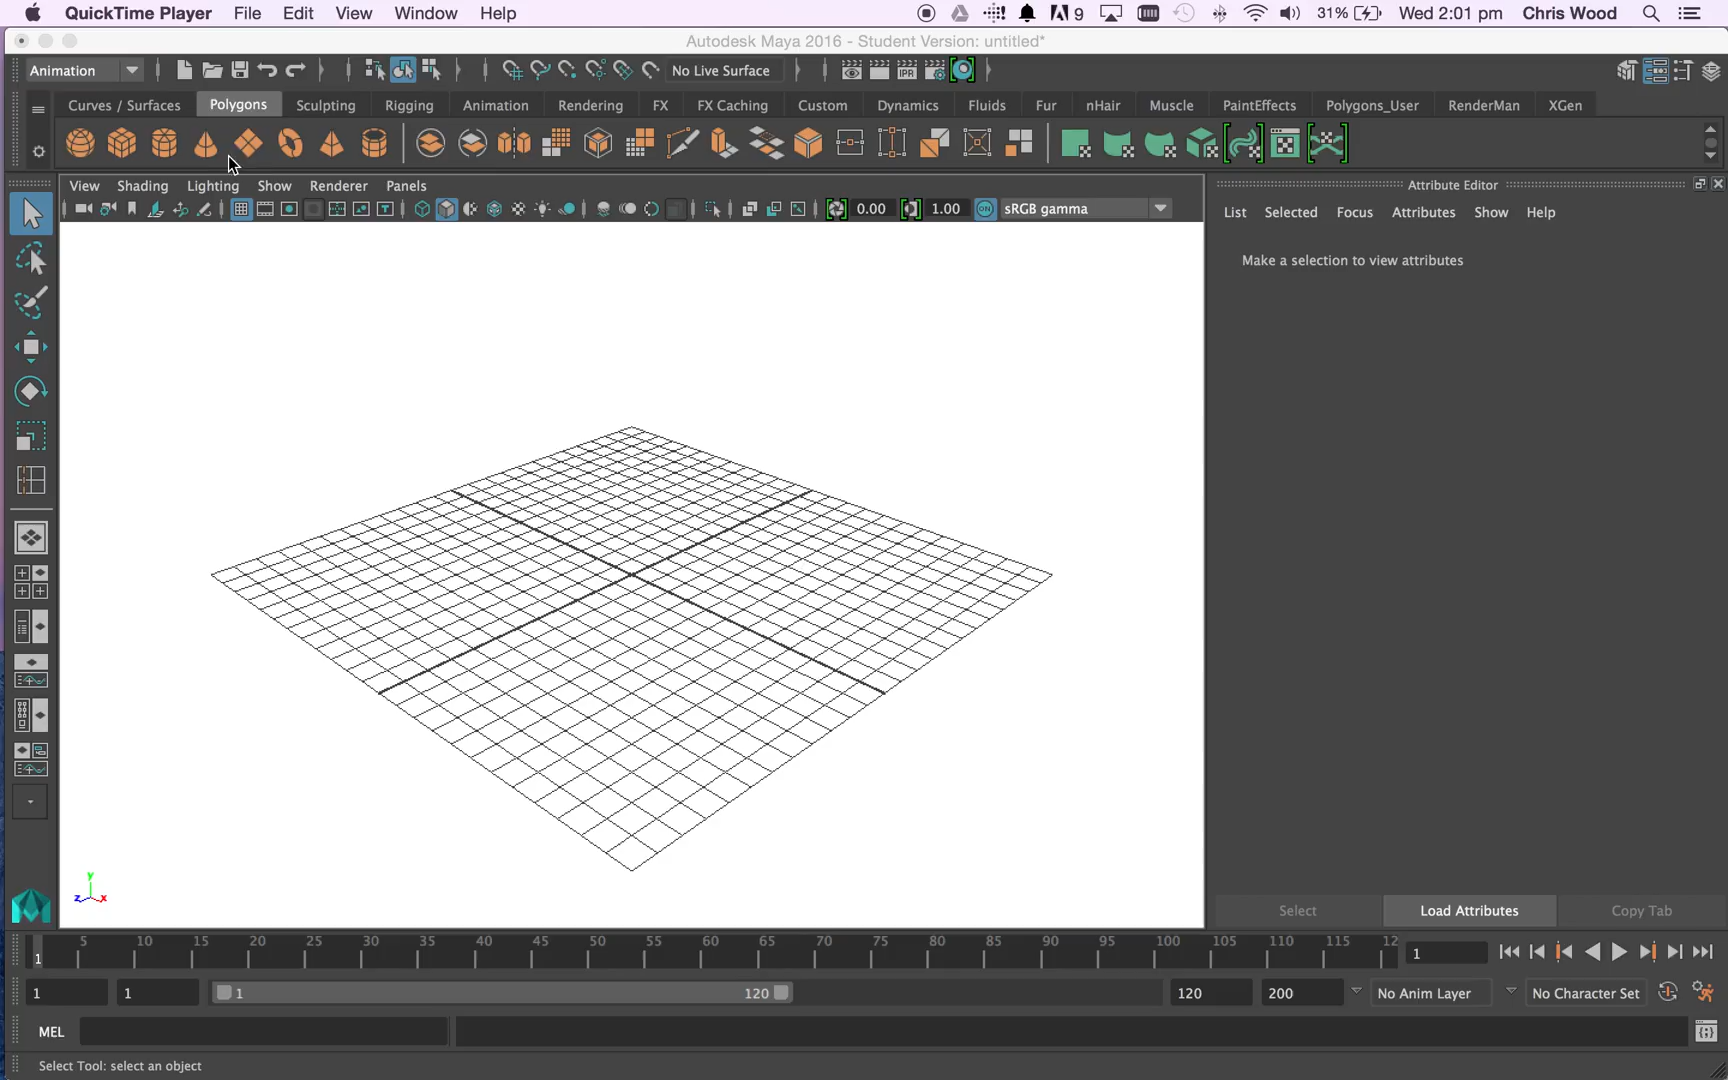 QuickTime Player File Edit View Window Help 9 31% Wed 2:01 pm Chris Wood
Autodesk Maya 2016 - Student Version: untitled*
Animation No Live Surface IPR
Curves / Surfaces Polygons Sculpting Rigging Animation Rendering FX FX Caching Custom Dynamics Fluids Fur nHair Muscle PaintEffects Polygons_User RenderMan XGen
View Shading Lighting Show Renderer Panels Attribute Editor
0.00 1.00 ON sRGB gamma
List Selected Focus Attributes Show Help
Make a selection to view attributes
y
z x
Select Load Attributes Copy Tab
5 10 15 20 25 30 35 40 45 50 55 60 65 70 75 80 85 90 95 100 105 110 115 12
1 1
1 1 1 120 120 200 No Anim Layer No Character Set
MEL
Select Tool: select an object